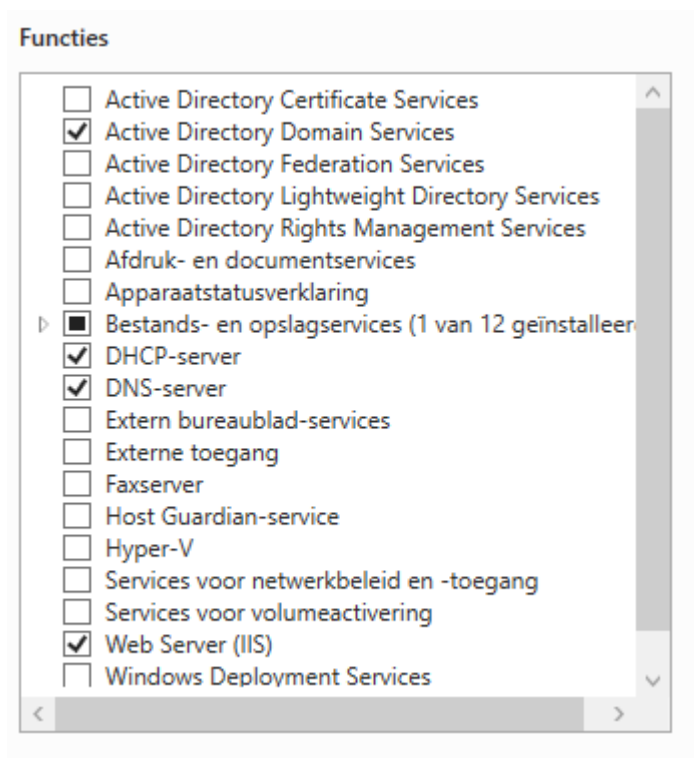 Functies
Active Directory Certificate Services
Active Directory Domain Services
Active Directory Federation Services
Active Directory Lightweight Directory Services
Active Directory Rights Management Services
Afdruk- en documentservices
Apparaatstatusverklaring
Bestands- en opslagservices (1 van 12 geïnstalleer
DHCP-server
DNS-server
Extern bureaublad-services
Externe toegang
Faxserver
Host Guardian-service
Hyper-V
Services voor netwerkbeleid en -toegang
Services voor volumeactivering
Web Server (IIS)
Windows Deployment Services